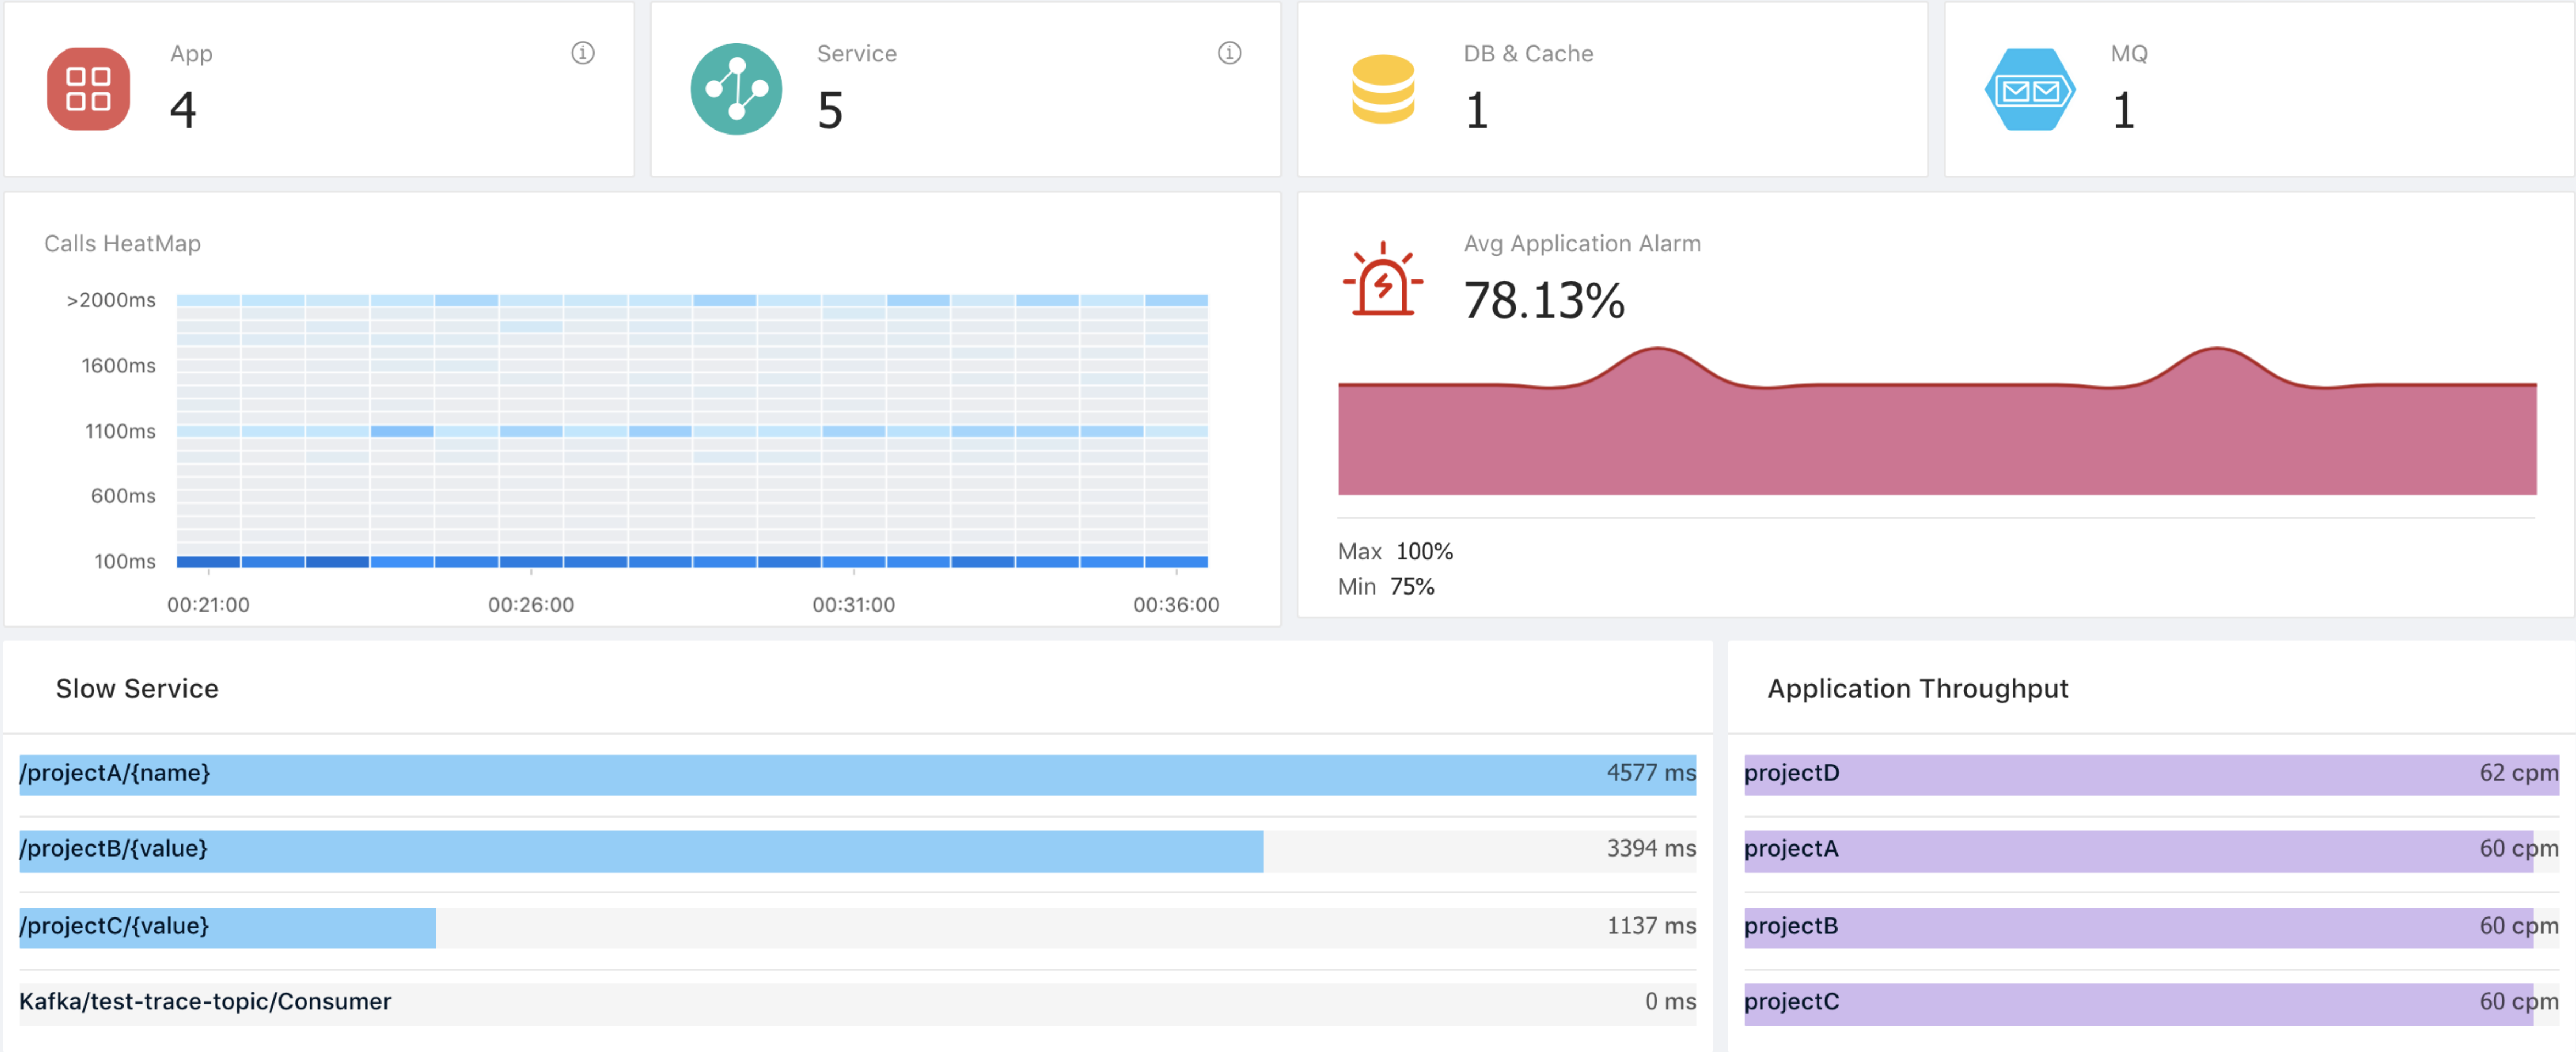 App
4
Service
5
DB & Cache
1
MQ
1
Calls HeatMap
>2000ms
1600ms
1100ms
600ms
100ms
00:21:00 00:26:00 00:31:00 00:36:00
Avg Application Alarm
78.13%
Max 100%
Min 75%
Slow Service
/projectA/{name} 4577 ms
/projectB/{value} 3394 ms
/projectC/{value} 1137 ms
Kafka/test-trace-topic/Consumer 0 ms
Application Throughput
projectD 62 cpm
projectA 60 cpm
projectB 60 cpm
projectC 60 cpm